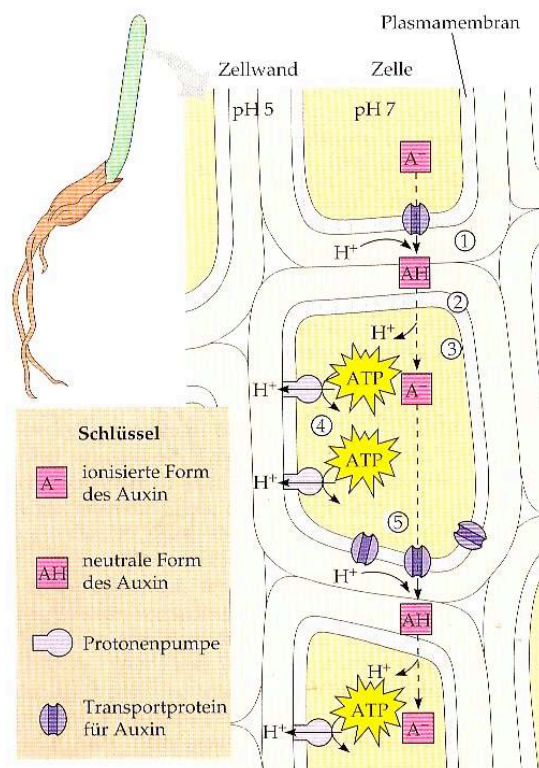 Plasmamembran
Zellwand
Zelle
pH 5
pH 7
A⁻
H⁺
①
AH
②
H⁺
③
ATP
A⁻
H⁺
④
ATP
H⁺
⑤
H⁺
AH
H⁺
ATP
A⁻
H⁺
Schlüssel
A⁻
ionisierte Form
des Auxin
AH
neutrale Form
des Auxin
Protonenpumpe
Transportprotein
für Auxin